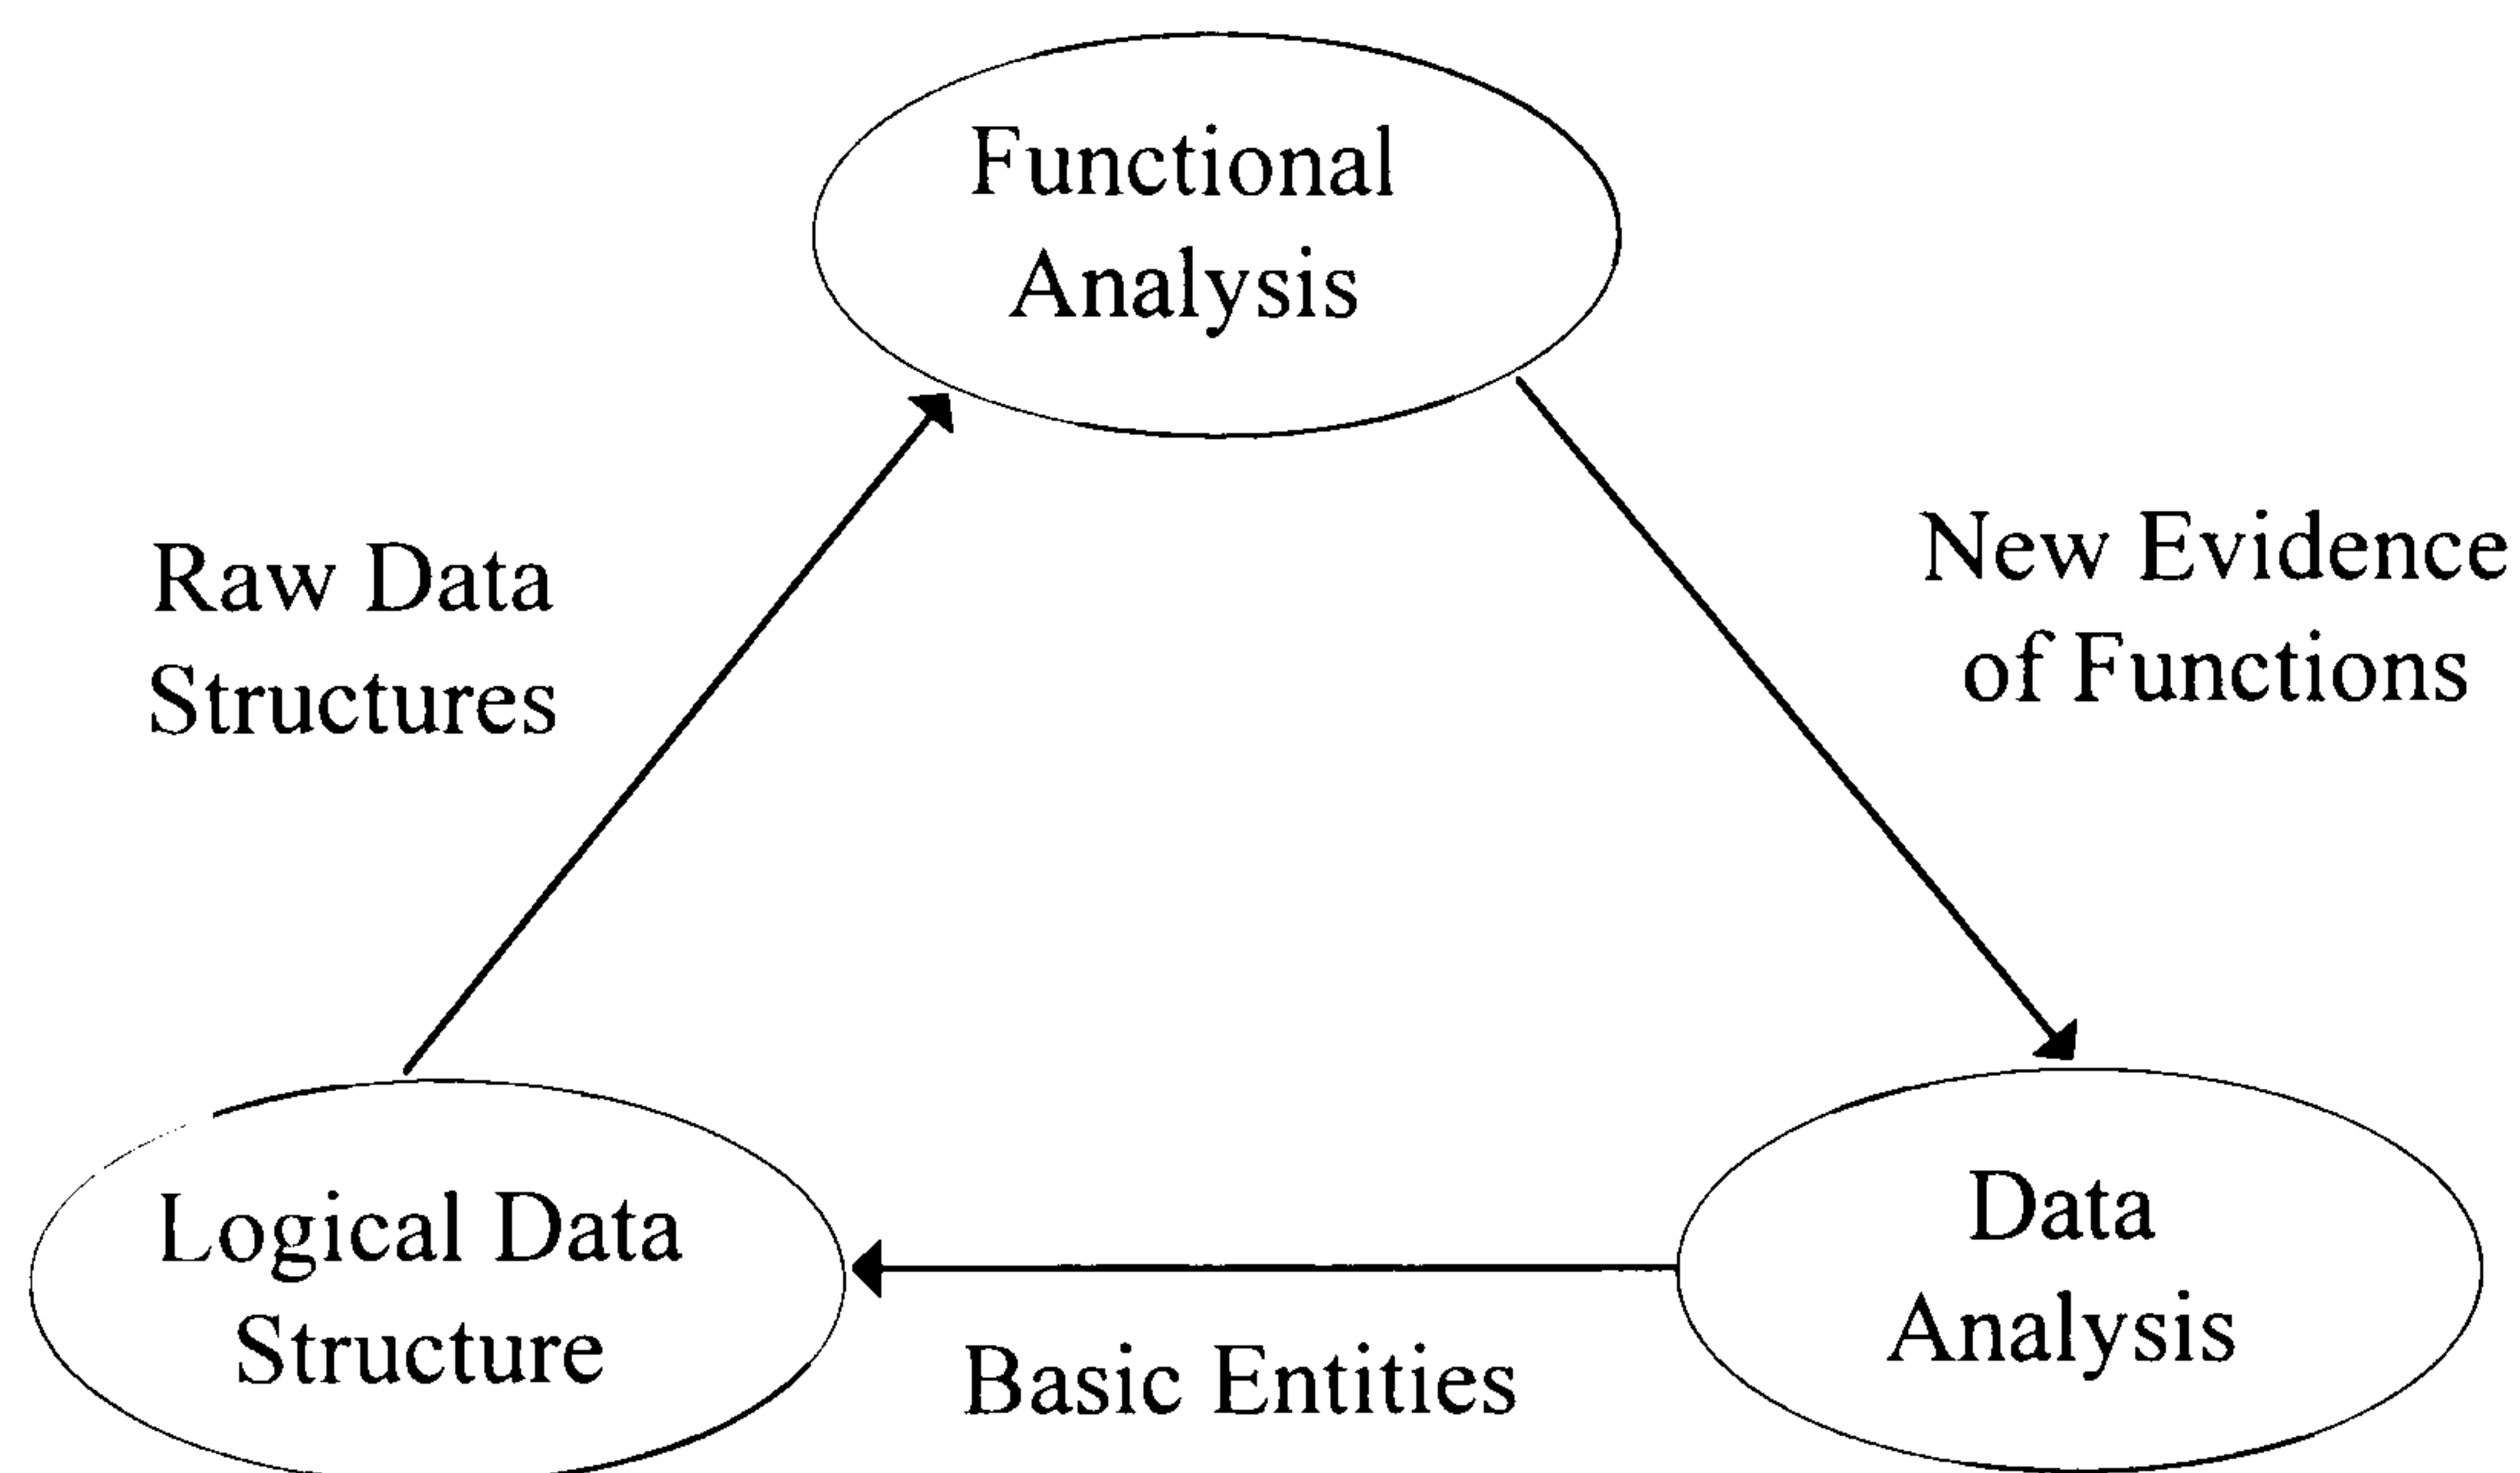 Functional
Analysis
Raw Data
Structures
New Evidence
of Functions
Logical Data
Structure
Basic Entities
Data
Analysis